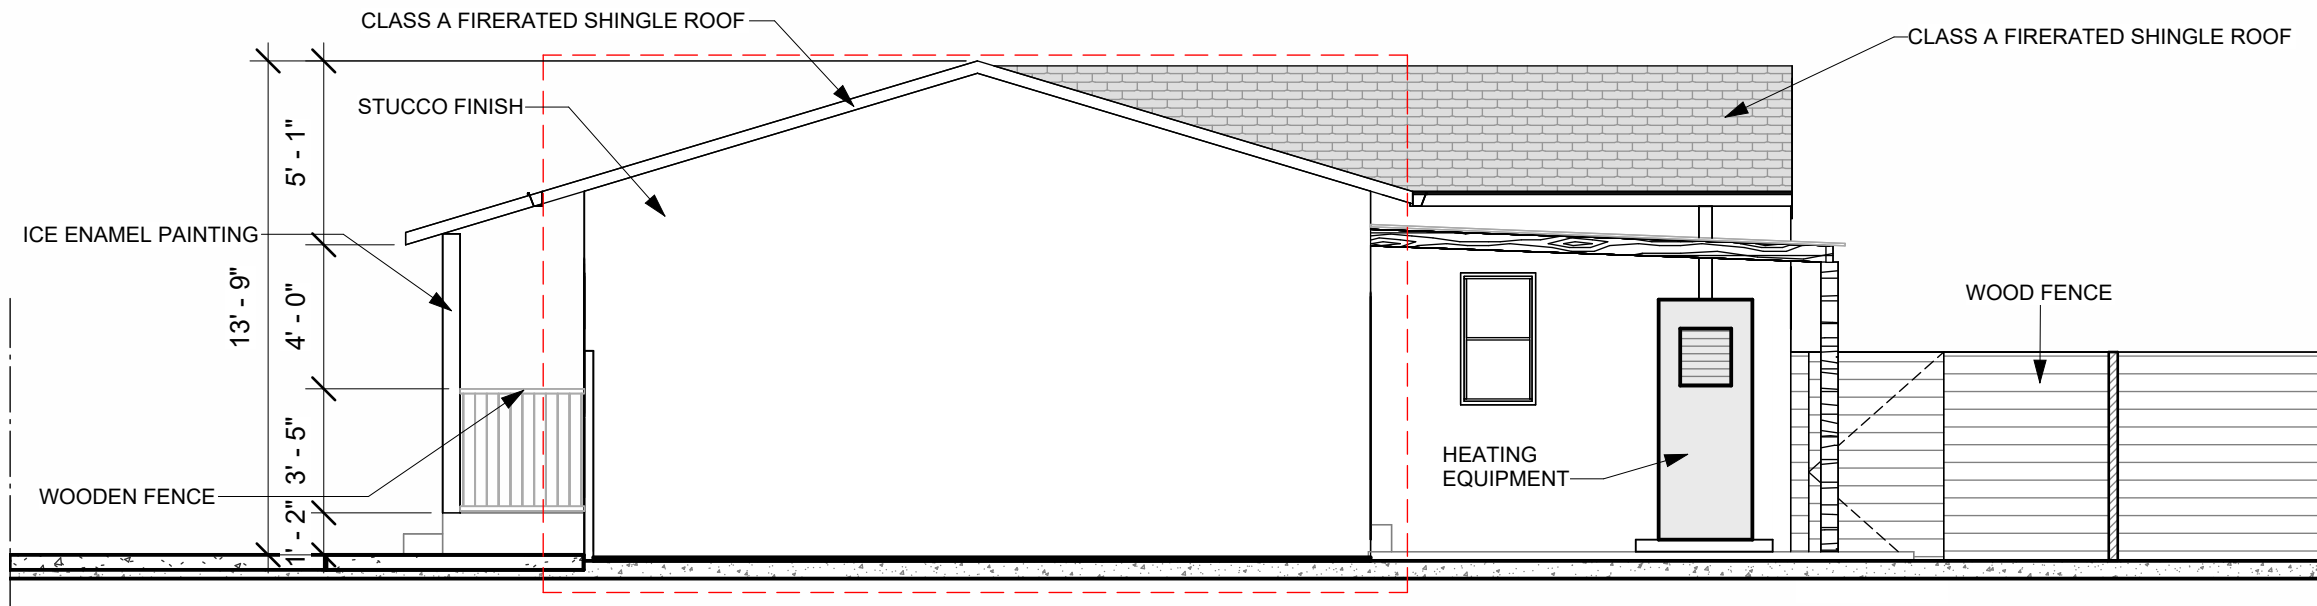 CLASS A FIRERATED SHINGLE ROOF
CLASS A FIRERATED SHINGLE ROOF
STUCCO FINISH
5' - 1"
ICE ENAMEL PAINTING
13' - 9"
4' - 0"
WOOD FENCE
3' - 5"
HEATING
EQUIPMENT
WOODEN FENCE
1' - 2"